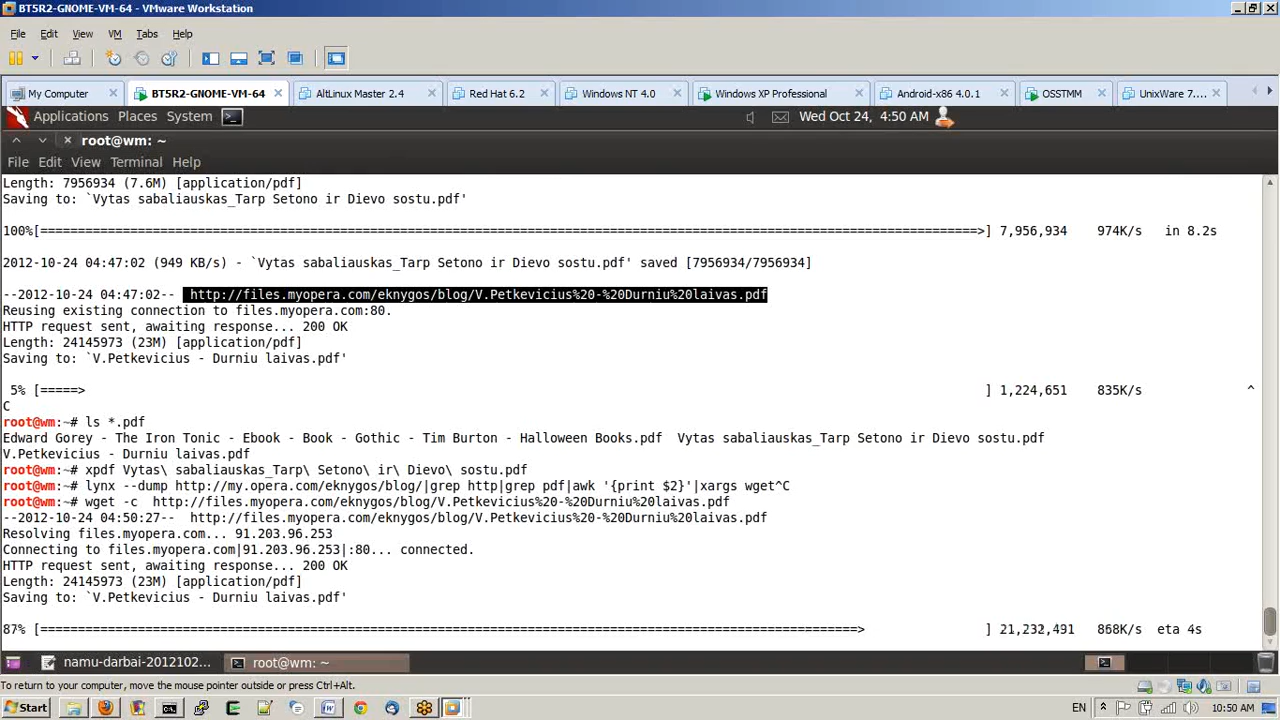 BT5R2-GNOME-VM-64 - VMware Workstation
File Edit View VM Tabs Help
My Computer BT5R2-GNOME-VM-64 AltLinux Master 2.4 Red Hat 6.2 Windows NT 4.0 Windows XP Professional Android-x86 4.0.1 OSSTMM UnixWare 7....
Applications Places System Wed Oct 24, 4:50 AM
root@wm: ~
File Edit View Terminal Help
Length: 7956934 (7.6M) [application/pdf]
Saving to: `Vytas sabaliauskas_Tarp Setono ir Dievo sostu.pdf'
100%[=====================================================================================================================>] 7,956,934 974K/s in 8.2s
2012-10-24 04:47:02 (949 KB/s) - `Vytas sabaliauskas_Tarp Setono ir Dievo sostu.pdf' saved [7956934/7956934]
--2012-10-24 04:47:02-- http://files.myopera.com/eknygos/blog/V.Petkevicius%20-%20Durniu%20laivas.pdf
Reusing existing connection to files.myopera.com:80.
HTTP request sent, awaiting response... 200 OK
Length: 24145973 (23M) [application/pdf]
Saving to: `V.Petkevicius - Durniu laivas.pdf'
5% [=====> ] 1,224,651 835K/s ^
C
root@wm:~# ls *.pdf
Edward Gorey - The Iron Tonic - Ebook - Book - Gothic - Tim Burton - Halloween Books.pdf Vytas sabaliauskas_Tarp Setono ir Dievo sostu.pdf
V.Petkevicius - Durniu laivas.pdf
root@wm:~# xpdf Vytas\ sabaliauskas_Tarp\ Setono\ ir\ Dievo\ sostu.pdf
root@wm:~# lynx --dump http://my.opera.com/eknygos/blog/|grep http|grep pdf|awk '{print $2}'|xargs wget^C
root@wm:~# wget -c http://files.myopera.com/eknygos/blog/V.Petkevicius%20-%20Durniu%20laivas.pdf
--2012-10-24 04:50:27-- http://files.myopera.com/eknygos/blog/V.Petkevicius%20-%20Durniu%20laivas.pdf
Resolving files.myopera.com... 91.203.96.253
Connecting to files.myopera.com|91.203.96.253|:80... connected.
HTTP request sent, awaiting response... 200 OK
Length: 24145973 (23M) [application/pdf]
Saving to: `V.Petkevicius - Durniu laivas.pdf'
87% [======================================================================================================> ] 21,232,491 868K/s eta 4s
namu-darbai-2012102... root@wm: ~
To return to your computer, move the mouse pointer outside or press Ctrl+Alt.
Start EN 10:50 AM